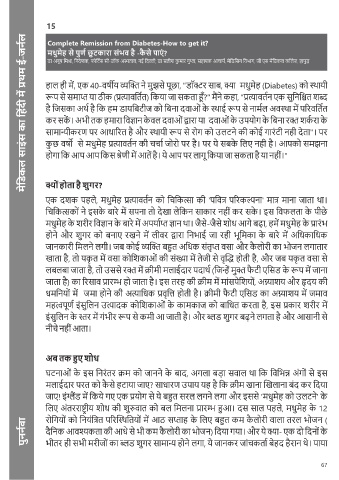 15
Complete Remission from Diabetes-How to get it?
मधुमेह से पूर्ण छुटकारा संभव है -कैसे पाएं?
मेडिकल साइंस का हिंदी में प्रथम ई-जर्नल
हाल ही में, एक 40-वर्षीय व्यक्ति ने मुझसे पूछा, "डॉक्टर साब, क्या मधुमेह (Diabetes) को स्थायी
रूप से समाप्त या ठीक (प्रत्यावर्तित) किया जा सकता हूँ?" मैंने कहा, "प्रत्यावर्तन एक सुनिश्चित शब्द
है जिसका अर्थ है कि हम डायबिटीज को बिना दवाओं के स्थाई रूप से नार्मल अवस्था में परिवर्तित
कर सकें। अभी तक हमारा विज्ञान केवल दवाओं द्वारा या दवाओं के उपयोग के बिना रक्त शर्करा के
सामान्यीकरण पर आधारित है और स्थायी रूप से रोग को उलटने की कोई गारंटी नही देता"। पर
कुछ वर्षों से मधुमेह प्रत्यावर्तन की चर्चा जोरो पर है। पर ये सबके लिए नही है। आपको समझना
होगा कि आप आप किस श्रेणी में आते है। ये आप पर लागू किया जा सकता है या नहीं।"
क्यों होता है शुगर?
एक दशक पहले, मधुमेह प्रत्यावर्तन को चिकित्सा की 'पवित्र परिकल्पना' मात्र माना जाता था।
चिकित्सकों ने इसके बारे में सपना तो देखा लेकिन साकार नहीं कर सके। इस विफलता के पीछे
मधुमेह के शरीर विज्ञान के बारे में अपर्याप्त ज्ञान था। जैसे-जैसे शोध आगे बढ़ा, हमें मधुमेह के प्रारंभ
होने और शुगर को बनाए रखने में लीवर द्वारा निभाई जा रही भूमिका के बारे में अधिकाधिक
जानकारी मिलने लगी। जब कोई व्यक्ति बहुत अधिक संतृप्त वसा और कैलोरी का भोजन लगातार
खाता है, तो यकृत में वसा कोशिकाओं की संख्या में तेजी से वृद्धि होती है, और जब यकृत वसा से
लबलबा जाता है, तो उससे रक्त में क्रीमी मलाईदार पदार्थ (जिन्हें मुक्त फैटी एसिड के रूप में जाना
जाता है) का रिसाव प्रारम्भ हो जाता है। इस तरह की क्रीम में मांसपेशियों, अग्न्याशय और हृदय की
धमनियों में जमा होने की अत्याधिक प्रवृत्ति होती है। क्रीमी फैटी एसिड का अग्न्याशय में जमाव
महत्वपूर्ण इंसुलिन उत्पादक कोशिकाओं के कामकाज को बाधित करता है, इस प्रकार शरीर में
इंसुलिन के स्तर में गंभीर रूप से कमी आ जाती है। और ब्लड शुगर बढ़ने लगता है और आसानी से
नीचे नहीं आता।
अब तक हुए शोध
घटनाओं के इस निरंतर क्रम को जानने के बाद, अगला बड़ा सवाल था कि विभिन्न अंगों से इस
मलाईदार परत को कैसे हटाया जाए? साधारण उपाय यह है कि क्रीम खाना खिलाना बंद कर दिया
जाए! इंग्लैंड में किये गए एक प्रयोग से ये बहुत सरल लगने लगा और इससे 'मधुमेह को उलटने' के
लिए अंतरराष्ट्रीय शोध की शुरुवात को बल मिलना प्रारम्भ हुआ। दस साल पहले, मधुमेह के 12
रोगियों को नियंत्रित परिस्थितियों में आठ सप्ताह के लिए बहुत कम कैलोरी वाला तरल भोजन (
दैनिक आवश्यकता की आधे से भी कम कैलोरी का भोजन) दिया गया। और ये क्या- एक दो दिनों के
भीतर ही सभी मरीजों का ब्लड शुगर सामान्य होने लगा, ये जानकर जांचकर्ता बेहद हैरान थे। पाया
पुनर्नवा
67